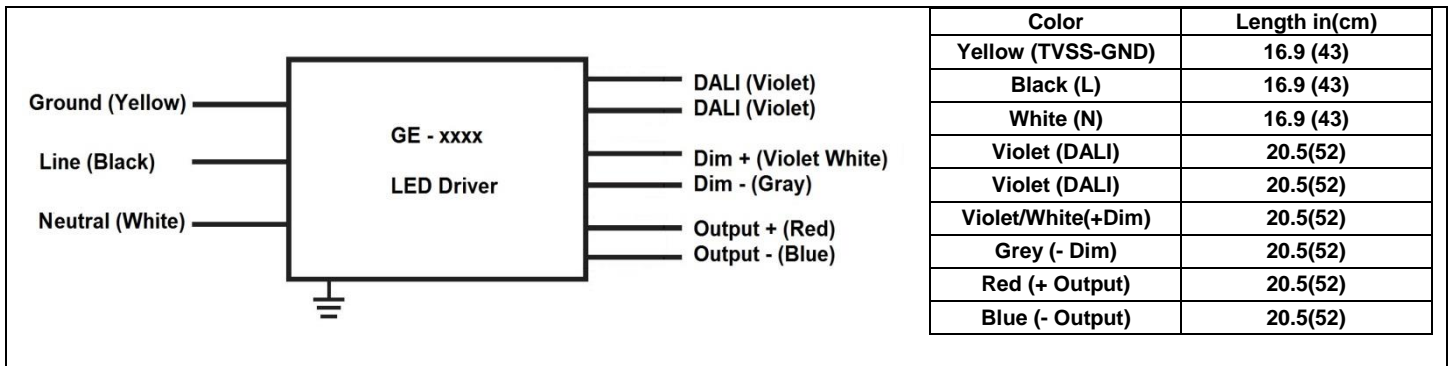 Ground (Yellow)
Line (Black)
Neutral (White)
GE - xxxx
LED Driver
DALI (Violet)
DALI (Violet)
Dim + (Violet White)
Dim - (Gray)
Output + (Red)
Output - (Blue)
Color Length in(cm)
Yellow (TVSS-GND) 16.9 (43)
Black (L) 16.9 (43)
White (N) 16.9 (43)
Violet (DALI) 20.5(52)
Violet (DALI) 20.5(52)
Violet/White(+Dim) 20.5(52)
Grey (- Dim) 20.5(52)
Red (+ Output) 20.5(52)
Blue (- Output) 20.5(52)